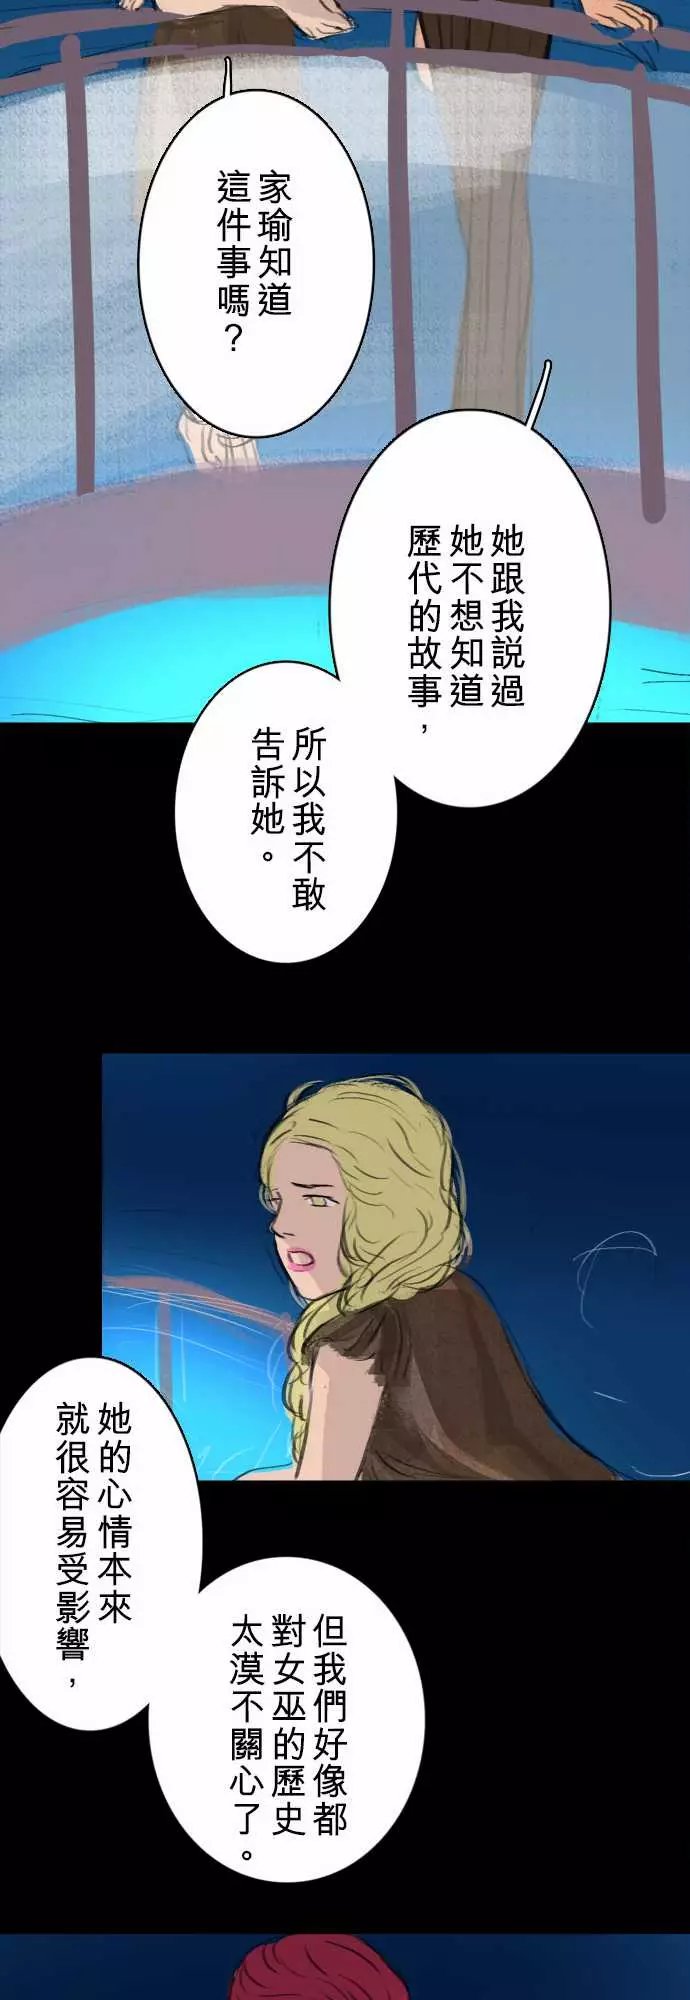 家瑜知道
這件事嗎？
她跟我說過
她不想知道
歷代的故事，
所以我不敢
告訴她。
她的心情本來
就很容易受影響，
但我們好像都
對女巫的歷史
太漠不關心了。